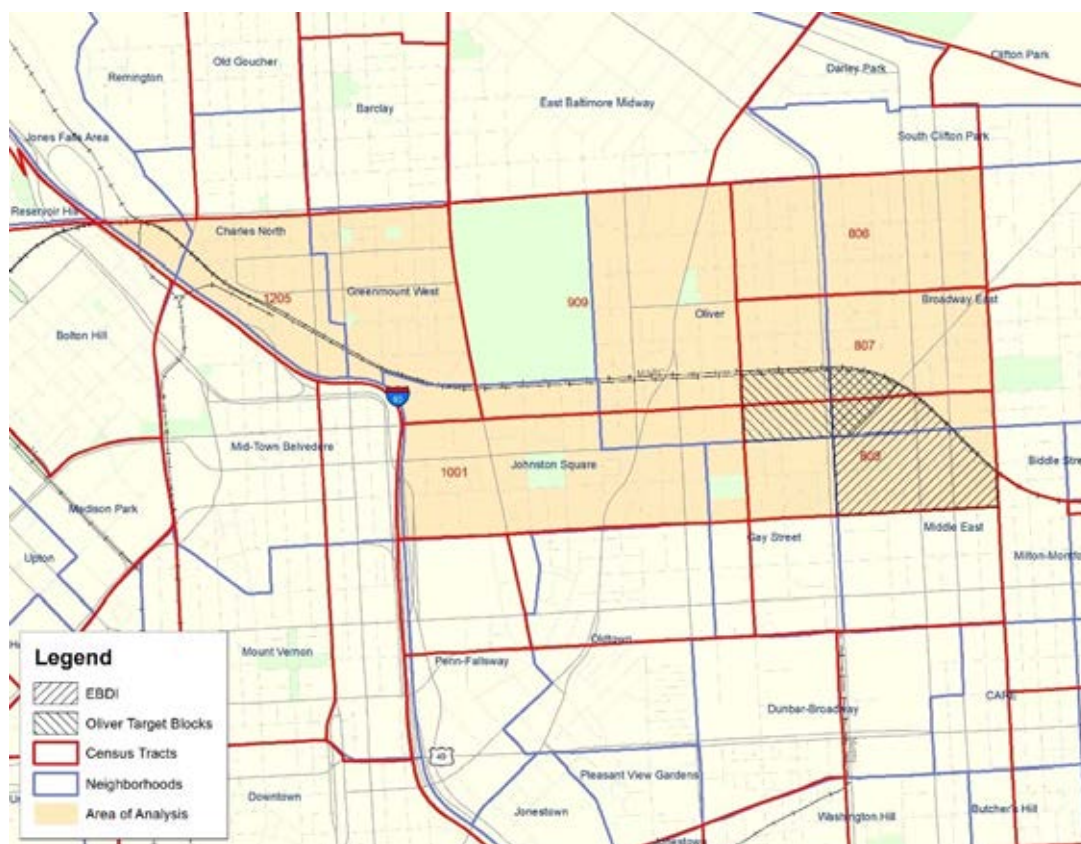 Clifton Park
Old Goucher
Darley Park
Remington
East Baltimore Midway
Barclay
Jones Falls Area
South Clifton Park
Reservoir Hill
Charles North
806
Greenmount West
1205
909
Broadway East
Oliver
Bolton Hill
807
83
Mid-Town Belvedere
Johnston Square
1001
808
Biddle Stre
Madison Park
Middle East
Gay Street
Upton
Milton-Montfo
Oldtown
Mount Vernon
Penn-Fallsway
Legend
EBDI
Oliver Target Blocks
Census Tracts
Neighborhoods
Area of Analysis
CARE
Dunbar-Broadway
40
Pleasant View Gardens
Downtown
Jonestown
Butcher's Hill
Washington Hill
Jonestown